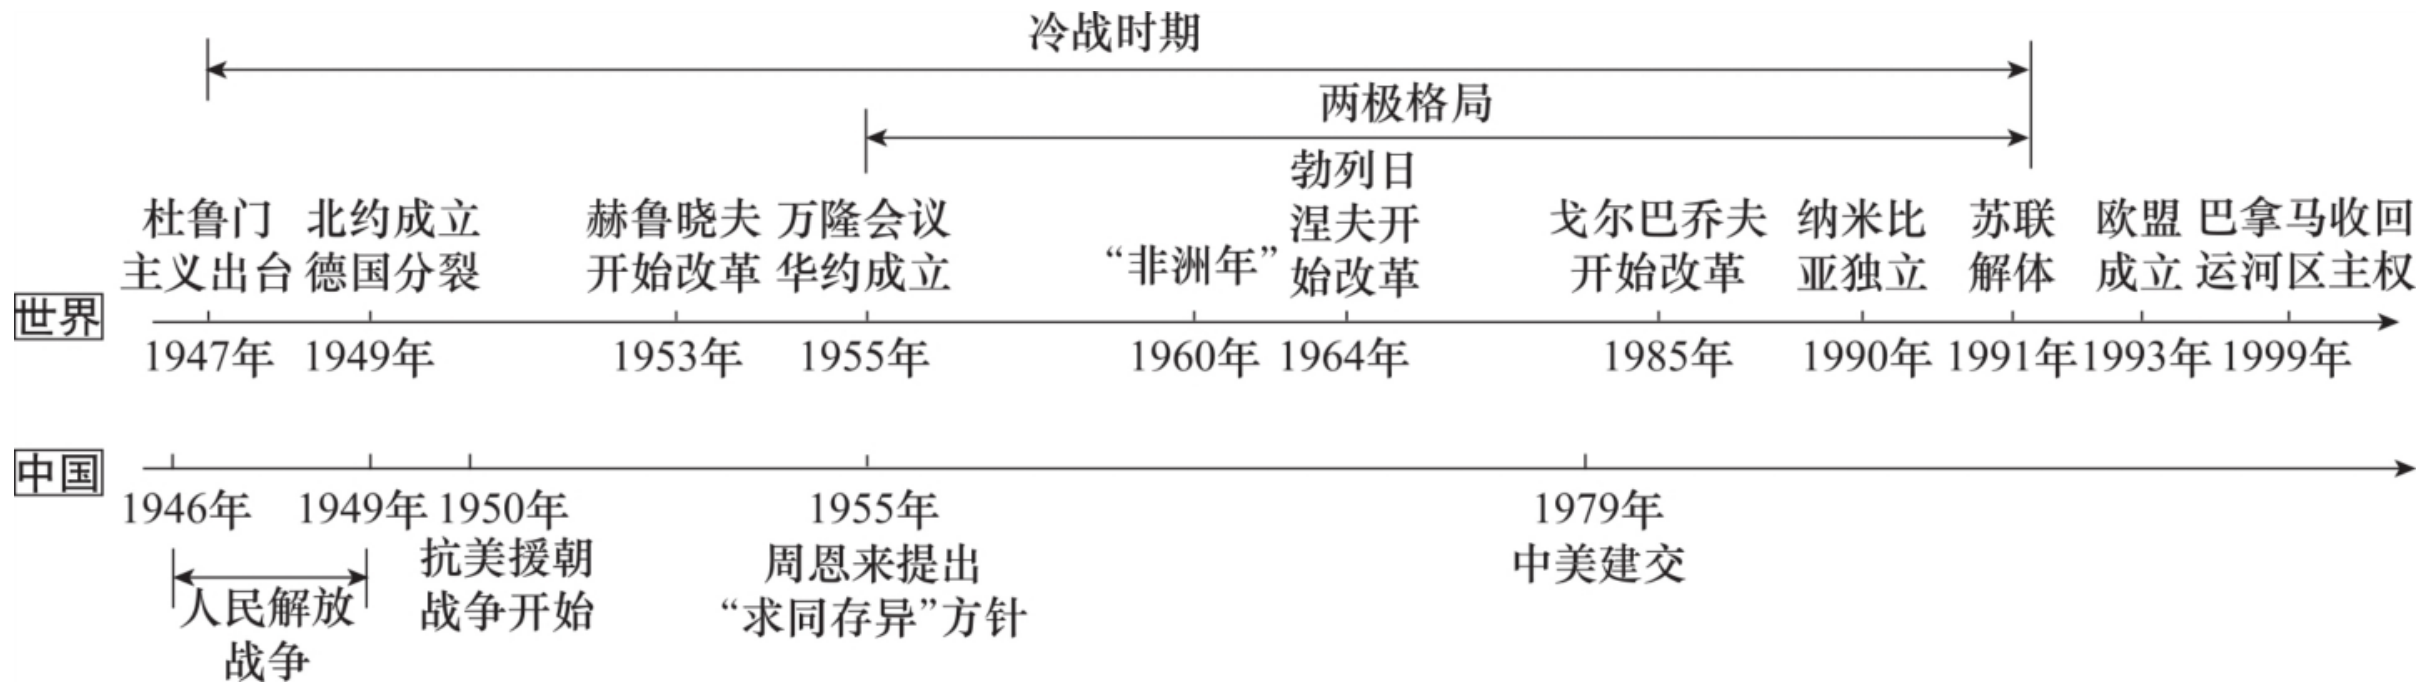 冷战时期
两极格局
杜鲁门
主义出台
北约成立
德国分裂
赫鲁晓夫
开始改革
万隆会议
华约成立
“非洲年”
勃列日
涅夫开
始改革
戈尔巴乔夫
开始改革
纳米比
亚独立
苏联
解体
欧盟
成立
巴拿马收回
运河区主权
世界
1947年 1949年 1953年 1955年 1960年 1964年 1985年 1990年 1991年 1993年 1999年
中国
1946年 1949年 1950年 1955年 1979年
人民解放
战争
抗美援朝
战争开始
周恩来提出
“求同存异”方针
中美建交